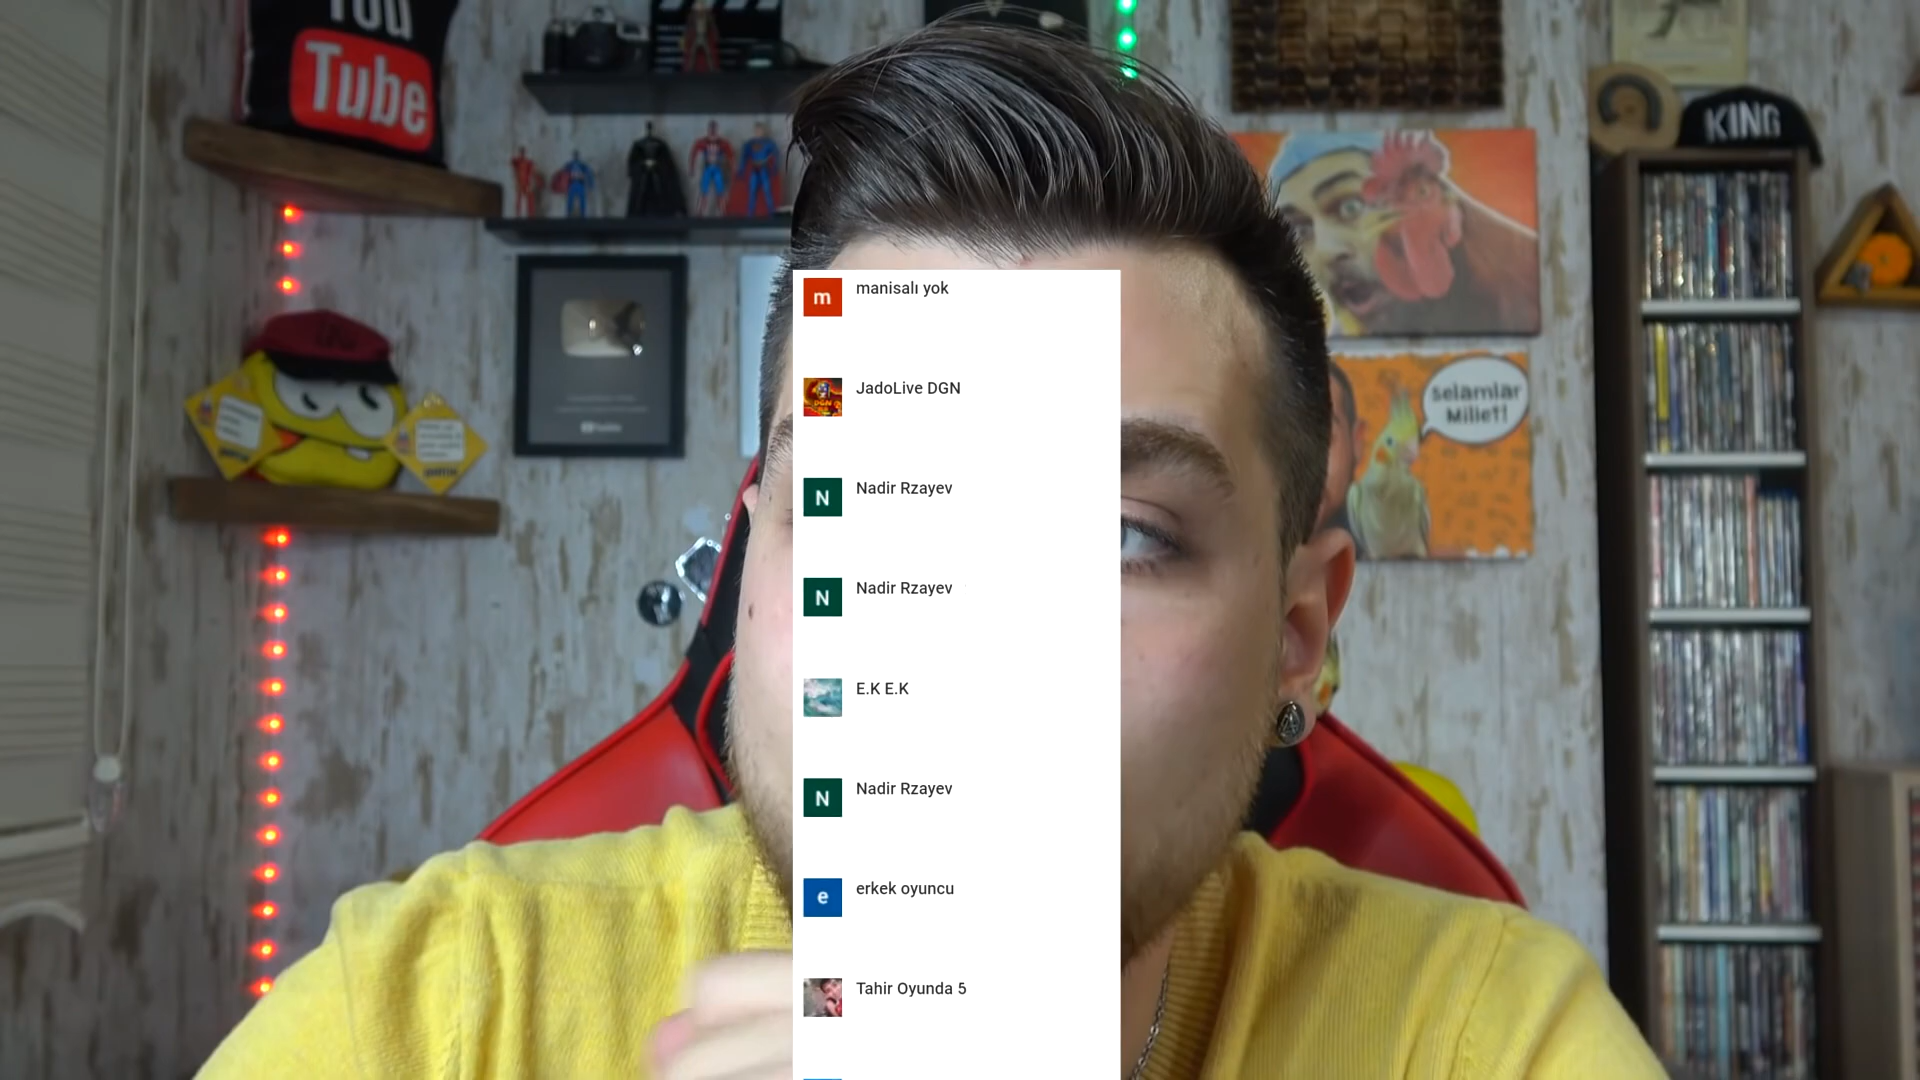 You
Tube
KING
selamlar
Millet!
manisalı yok
JadoLive DGN
Nadir Rzayev
Nadir Rzayev
E.K E.K
Nadir Rzayev
erkek oyuncu
Tahir Oyunda 5